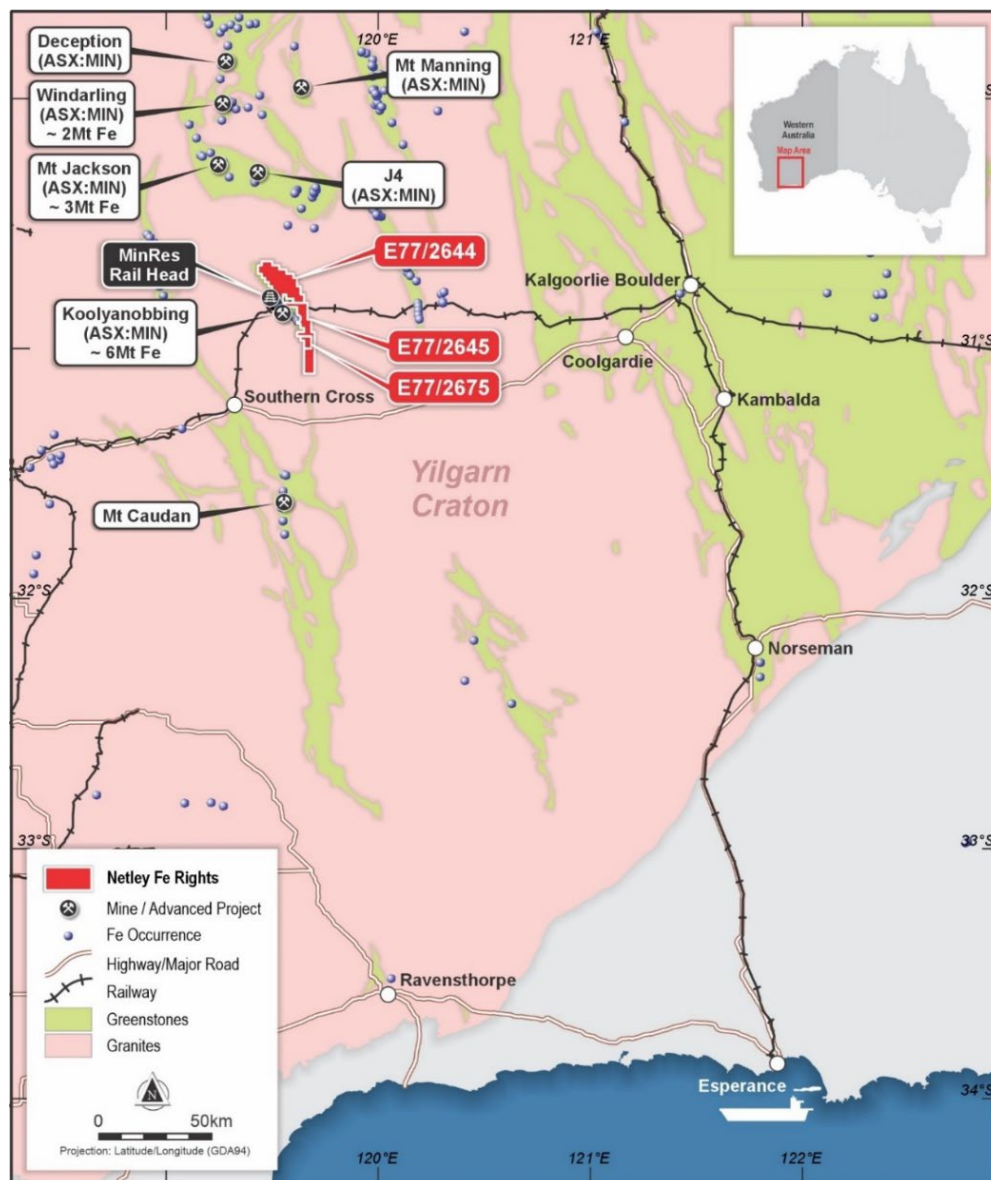 120°E
121°E
Deception
(ASX:MIN)
Mt Manning
(ASX:MIN)
Windarling
(ASX:MIN)
~ 2Mt Fe
Mt Jackson
(ASX:MIN)
~ 3Mt Fe
J4
(ASX:MIN)
Western
Australia
Map Area
MinRes
Rail Head
E77/2644
Kalgoorlie Boulder
Koolyanobbing
(ASX:MIN)
~ 6Mt Fe
E77/2645
31°S
Coolgardie
E77/2675
Southern Cross
Kambalda
Yilgarn
Craton
Mt Caudan
32°S
32°S
Norseman
33°S
33°S
Netley Fe Rights
Mine / Advanced Project
Fe Occurrence
Highway/Major Road
Railway
Greenstones
Granites
N
0 50km
Projection: Latitude/Longitude (GDA94)
Ravensthorpe
Esperance
34°S
120°E
121°E
122°E